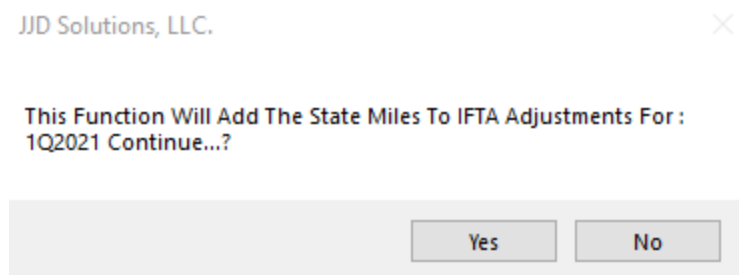 JJD Solutions, LLC.
This Function Will Add The State Miles To IFTA Adjustments For :
1Q2021 Continue...?
Yes
No